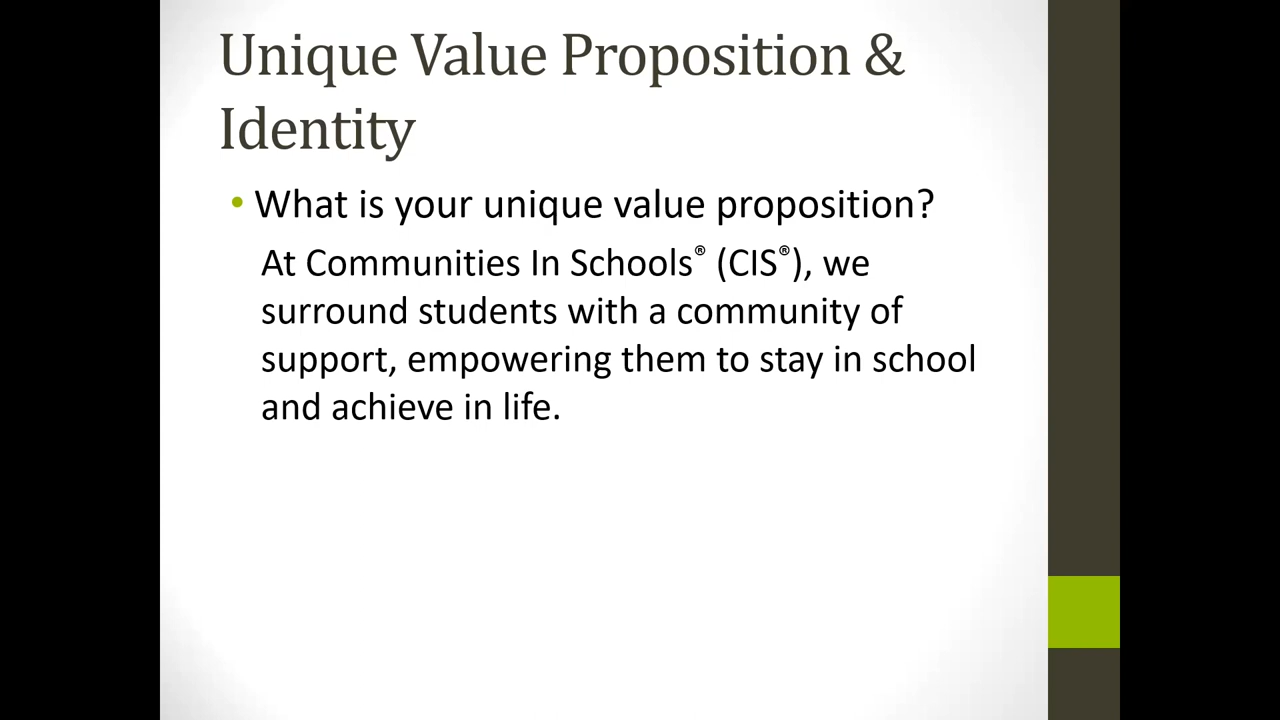 Unique Value Proposition &
Identity
• What is your unique value proposition?
At Communities In Schools® (CIS®), we
surround students with a community of
support, empowering them to stay in school
and achieve in life.